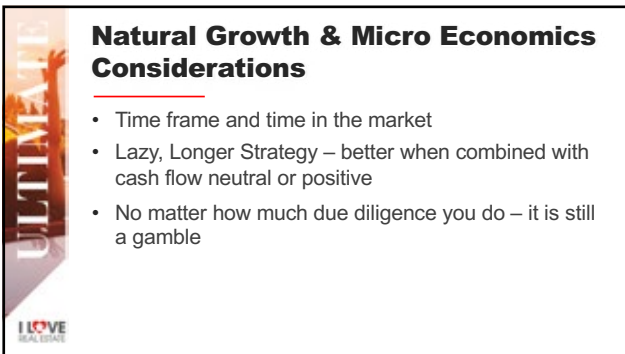 Natural Growth & Micro Economics
Considerations
• Time frame and time in the market
• Lazy, Longer Strategy – better when combined with
cash flow neutral or positive
• No matter how much due diligence you do – it is still
a gamble
ULTIMATE
I LOVE
REAL ESTATE